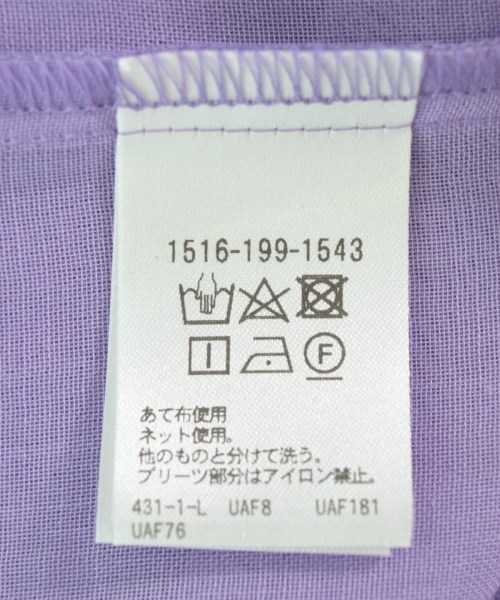 1516-199-1543
F
あて布使用
ネット使用。
他のものと分けて洗う。
プリーツ部分はアイロン禁止。
431-1-L UAF8 UAF181
UAF76